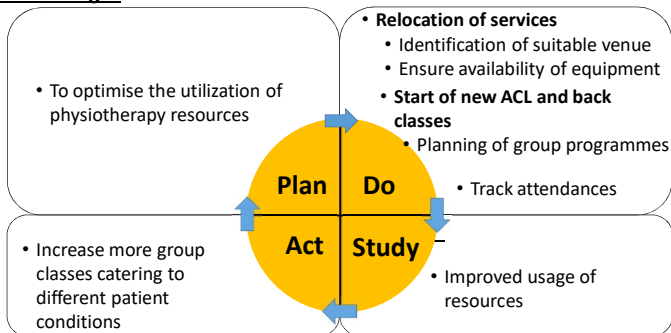 • To optimise the utilization of
physiotherapy resources
• Relocation of services
• Identification of suitable venue
• Ensure availability of equipment
• Start of new ACL and back
classes
• Planning of group programmes
• Track attendances
Plan
Do
Act
Study
• Increase more group
classes catering to
different patient
conditions
• Improved usage of
resources